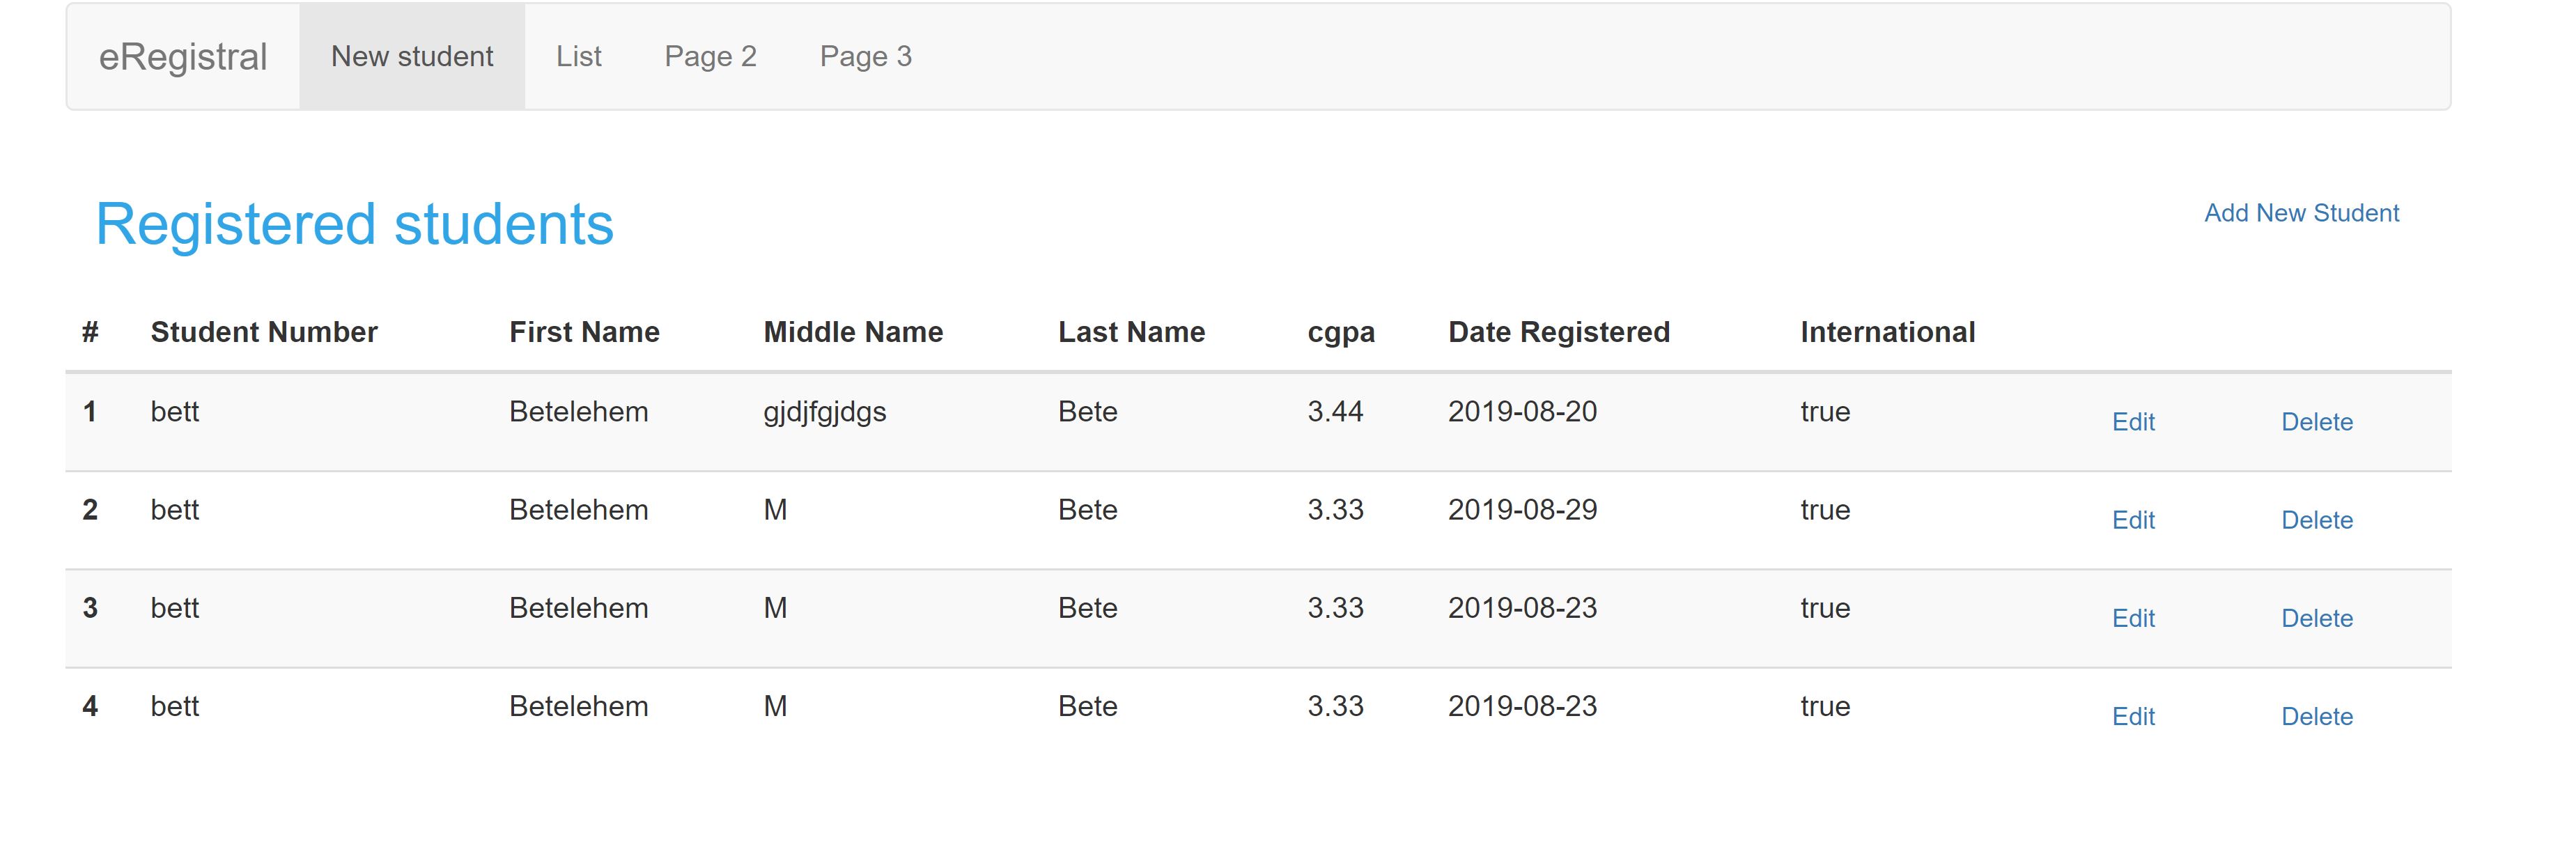 eRegistral New student List Page 2 Page 3
Registered students Add New Student
# Student Number First Name Middle Name Last Name cgpa Date Registered International
1 bett Betelehem gjdjfgjdgs Bete 3.44 2019-08-20 true Edit Delete
2 bett Betelehem M Bete 3.33 2019-08-29 true Edit Delete
3 bett Betelehem M Bete 3.33 2019-08-23 true Edit Delete
4 bett Betelehem M Bete 3.33 2019-08-23 true Edit Delete